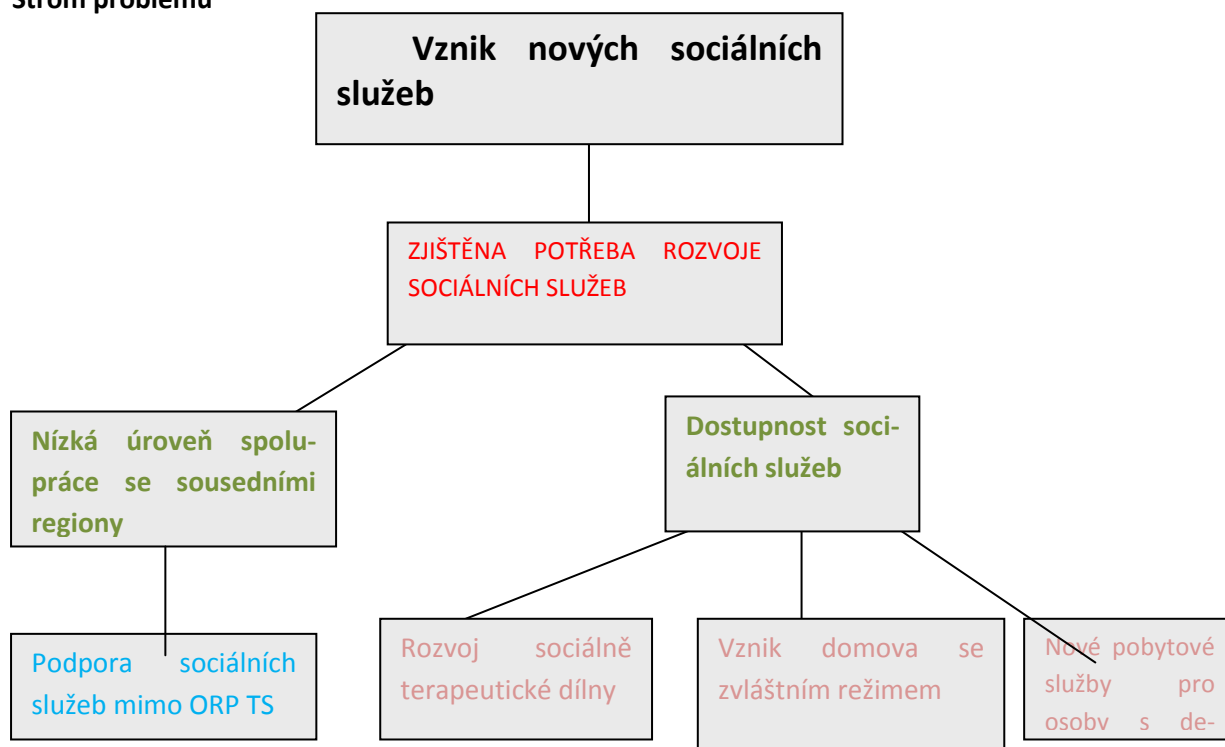 Strom problémů
Vznik nových sociálních
služeb
ZJIŠTĚNA POTŘEBA ROZVOJE
SOCIÁLNÍCH SLUŽEB
Nízká úroveň spolu-
práce se sousedními
regiony
Dostupnost soci-
álních služeb
Podpora sociálních
služeb mimo ORP TS
Rozvoj sociálně
terapeutické dílny
Vznik domova se
zvláštním režimem
Nové pobytové
služby pro
osoby s de-